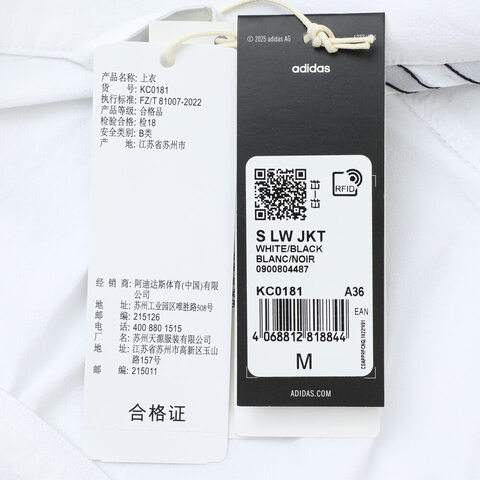 产品名称: 上衣
货 号: KC0181
执行标准: FZ/T 81007-2022
产品等级: 合格品
检验合格: 检18
安全类别: B类
产 地: 江苏省苏州市
经 销 商: 阿迪达斯体育(中国)有限
公司
地 址: 苏州工业园区唯胜路508号
邮 编: 215126
电 话: 400 880 1515
厂 名: 苏州天源服装有限公司
地 址: 江苏省苏州市高新区玉山
路157号
邮 编: 215011
合格证
© 2025 adidas AG
adidas
RFID
S LW JKT
WHITE/BLACK
BLANC/NOIR
0900804487
KC0181 A36
EAN
4 068812 818844
M
ADIDAS.COM